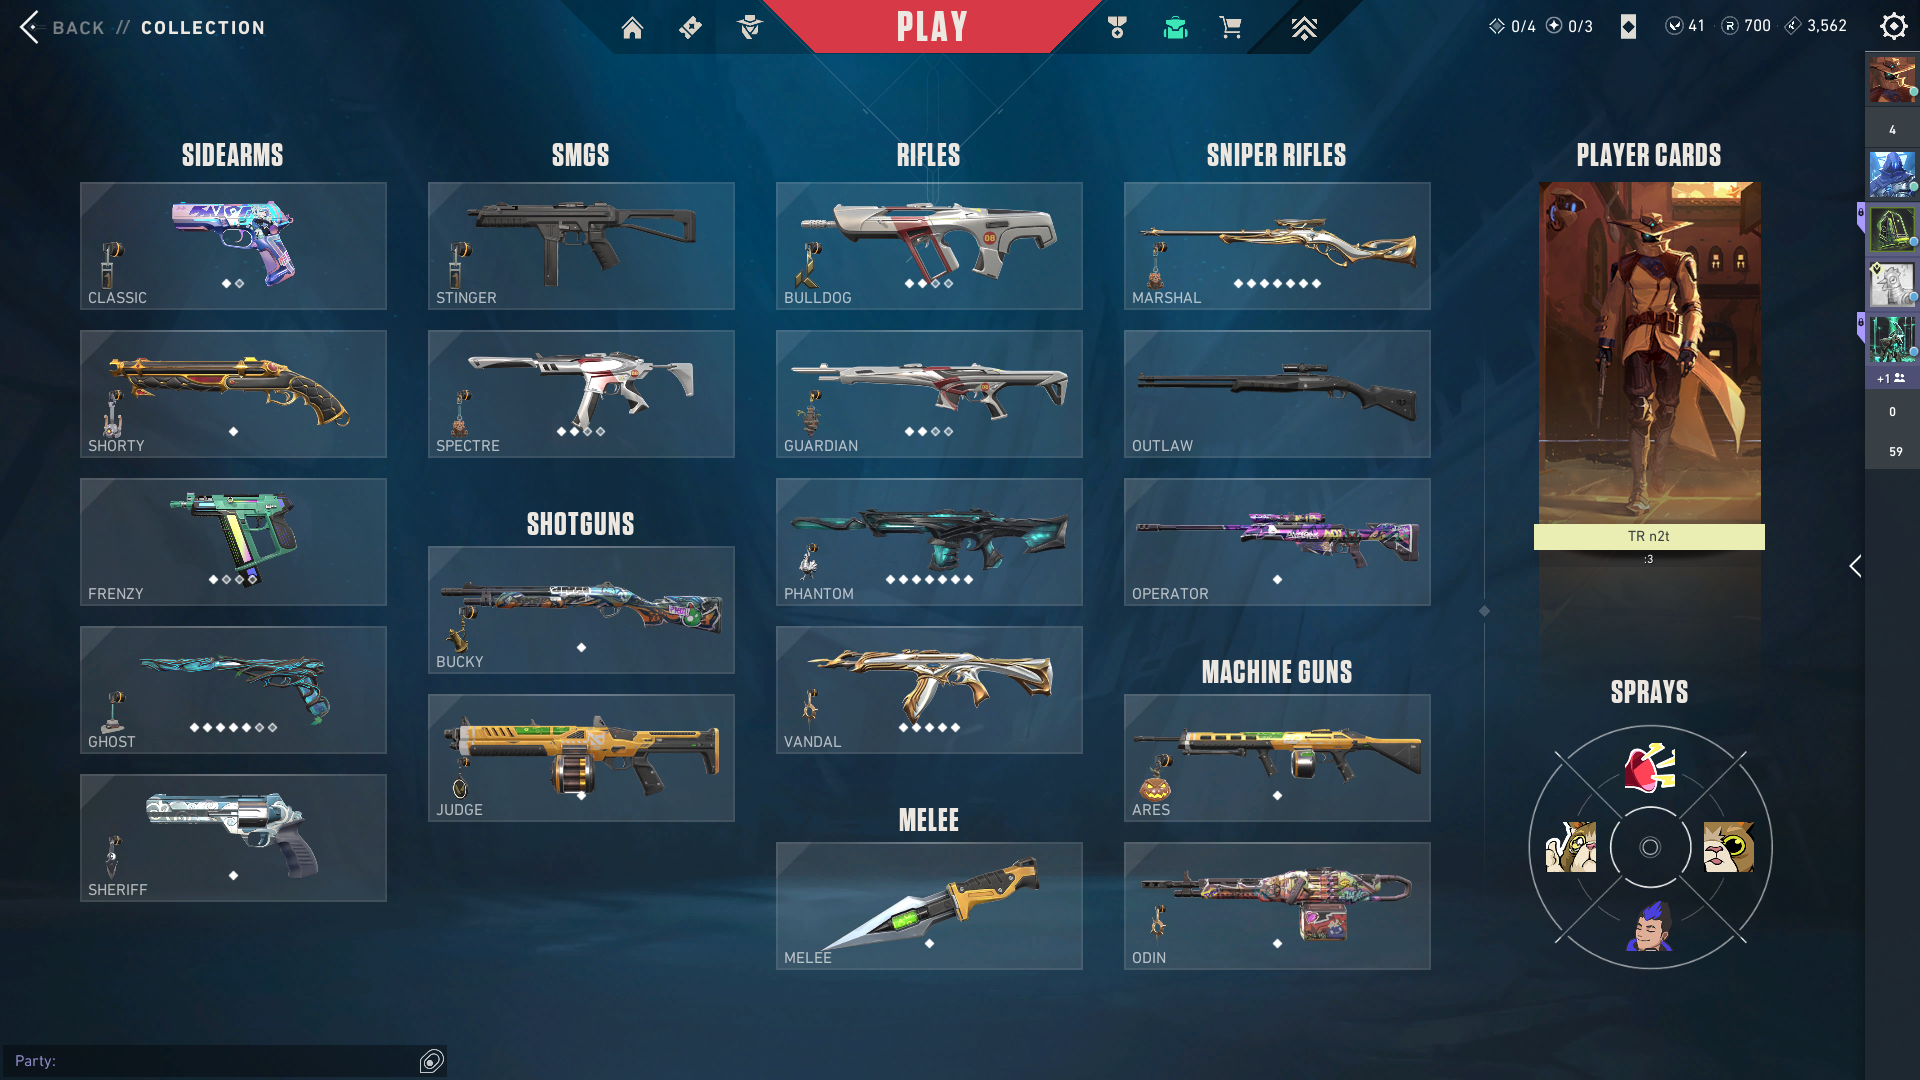 BACK // COLLECTION
PLAY
0/4 0/3 41 700 3,562
SIDEARMS
CLASSIC
SHORTY
FRENZY
GHOST
SHERIFF
SMGS
STINGER
SPECTRE
SHOTGUNS
BUCKY
JUDGE
RIFLES
BULLDOG
GUARDIAN
PHANTOM
VANDAL
MELEE
MELEE
SNIPER RIFLES
MARSHAL
OUTLAW
OPERATOR
MACHINE GUNS
ARES
ODIN
PLAYER CARDS
TR n2t
:3
SPRAYS
4
+1
0
59
Party: